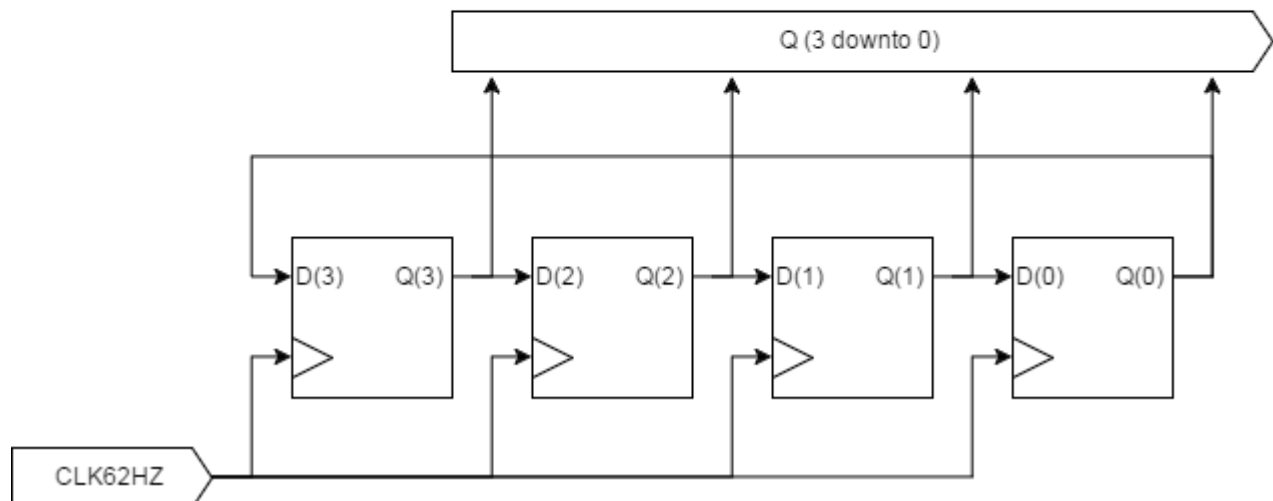 Q (3 downto 0)
D(3) Q(3) D(2) Q(2) D(1) Q(1) D(0) Q(0)
CLK62HZ